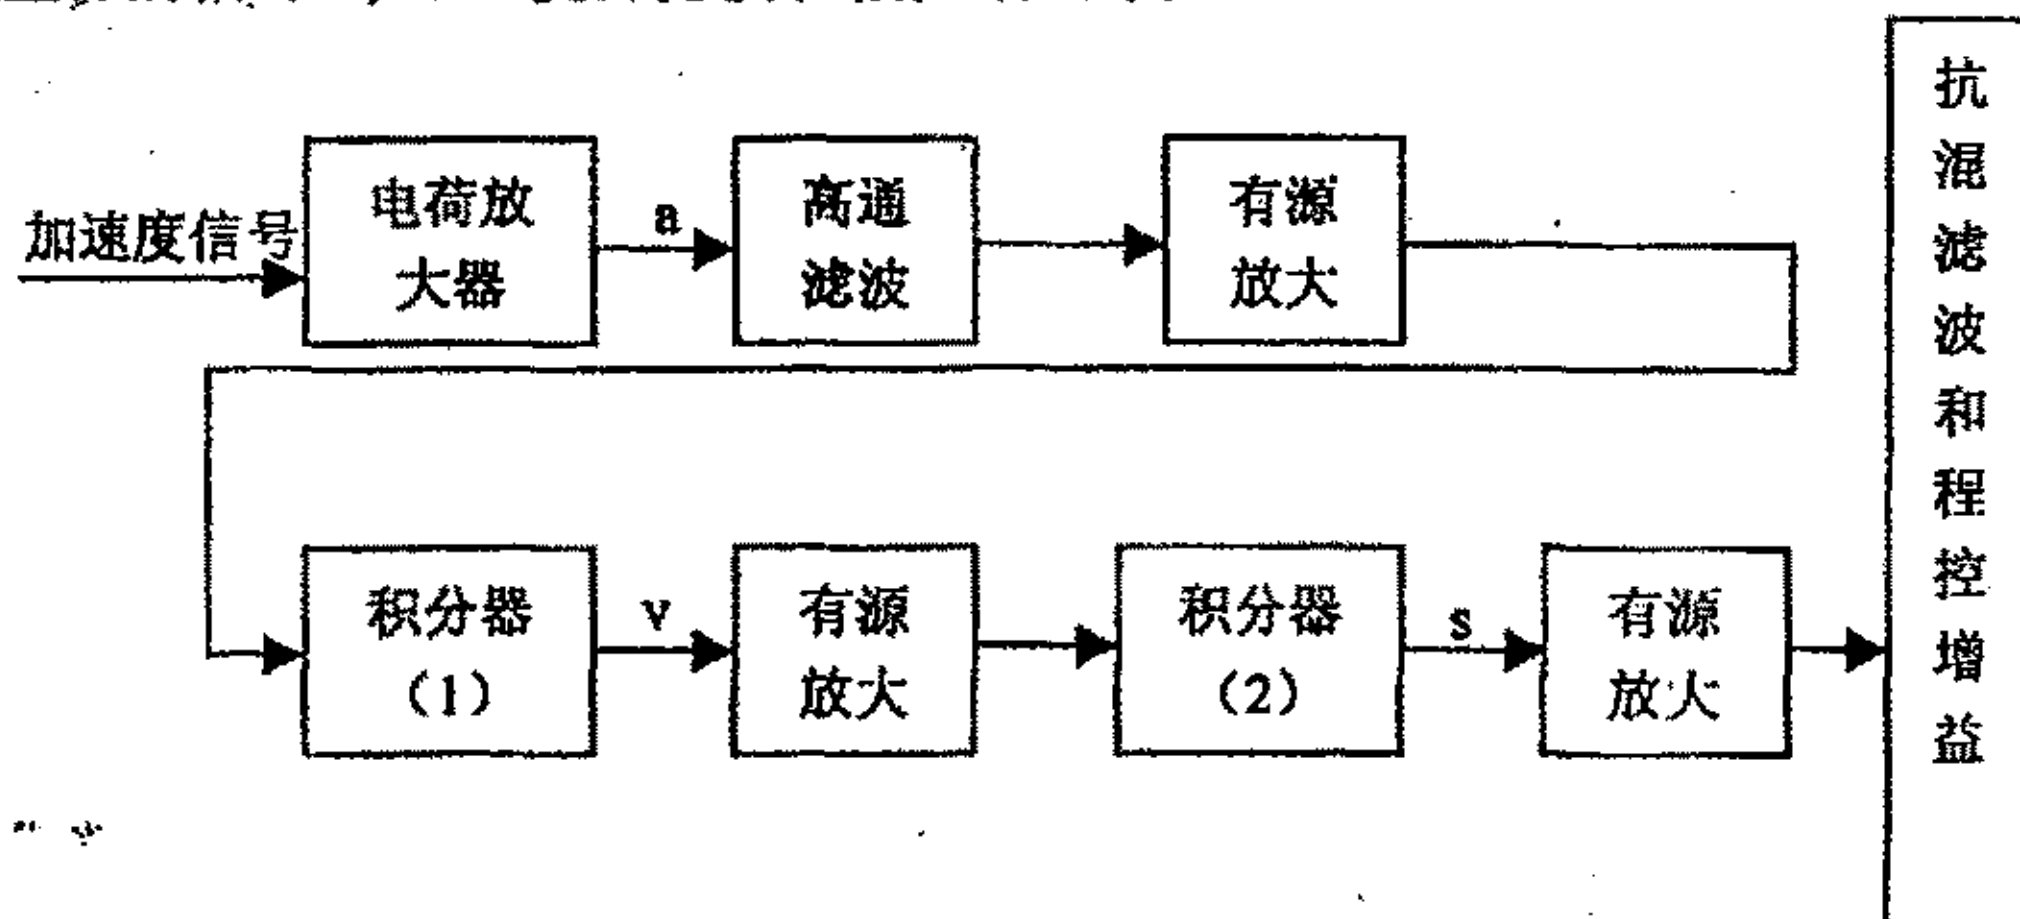 加速度信号
电荷放
大器
a
高通
滤波
有源
放大
积分器
（1）
v
有源
放大
积分器
（2）
s
有源
放大
抗混滤波和程控增益